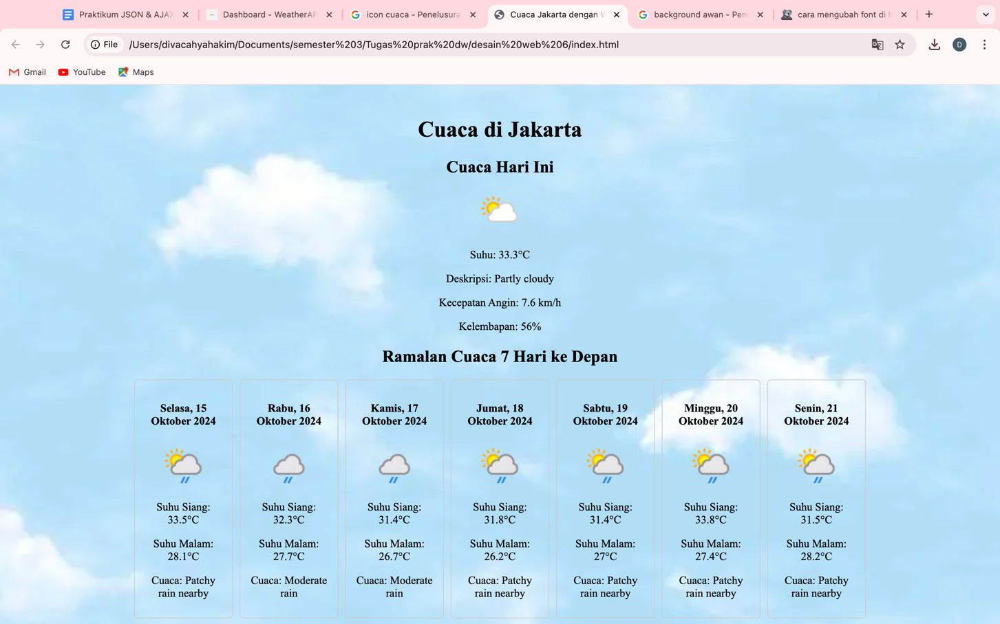 Praktikum JSON & AJAX
Dashboard - WeatherAP
icon cuaca - Penelusura
Cuaca Jakarta dengan W
background awan - Pen
cara mengubah font di h
File
/Users/divacahyahakim/Documents/semester%203/Tugas%20prak%20dw/desain%20web%206/index.html
D
Gmail
YouTube
Maps
Cuaca di Jakarta
Cuaca Hari Ini
Suhu: 33.3°C
Deskripsi: Partly cloudy
Kecepatan Angin: 7.6 km/h
Kelembapan: 56%
Ramalan Cuaca 7 Hari ke Depan
Selasa, 15
Oktober 2024
Suhu Siang:
33.5°C
Suhu Malam:
28.1°C
Cuaca: Patchy
rain nearby
Rabu, 16
Oktober 2024
Suhu Siang:
32.3°C
Suhu Malam:
27.7°C
Cuaca: Moderate
rain
Kamis, 17
Oktober 2024
Suhu Siang:
31.4°C
Suhu Malam:
26.7°C
Cuaca: Moderate
rain
Jumat, 18
Oktober 2024
Suhu Siang:
31.8°C
Suhu Malam:
26.2°C
Cuaca: Patchy
rain nearby
Sabtu, 19
Oktober 2024
Suhu Siang:
31.4°C
Suhu Malam:
27°C
Cuaca: Patchy
rain nearby
Minggu, 20
Oktober 2024
Suhu Siang:
33.8°C
Suhu Malam:
27.4°C
Cuaca: Patchy
rain nearby
Senin, 21
Oktober 2024
Suhu Siang:
31.5°C
Suhu Malam:
28.2°C
Cuaca: Patchy
rain nearby